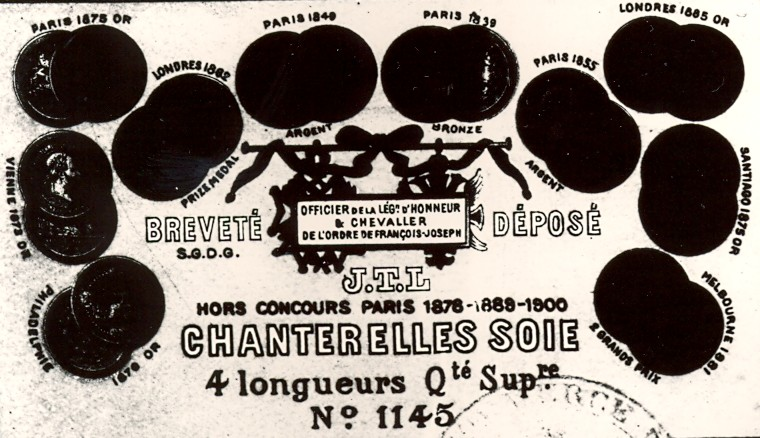 PARIS 1875 OR
LONDRES 1862
PRIZE MEDAL
PARIS 1849
ARGENT
PARIS 1839
BRONZE
PARIS 1855
ARGENT
LONDRES 1885 OR
VIENNE 1873 OR
SANTIAGO 1875 OR
PHILADELPHIE
1876 OR
MELBOURNE 1881
2 GRANDS PRIX
OFFICIER DE LA LÉGN. D'HONNEUR
& CHEVALLER
DE L'ORDRE DE FRANÇOIS-JOSEPH
BREVETÉ
S.G.D.G.
DÉPOSÉ
J.T.L
HORS CONCOURS PARIS 1878-1889-1900
CHANTERELLES SOIE
4 longueurs Qté Supre.
No 1145